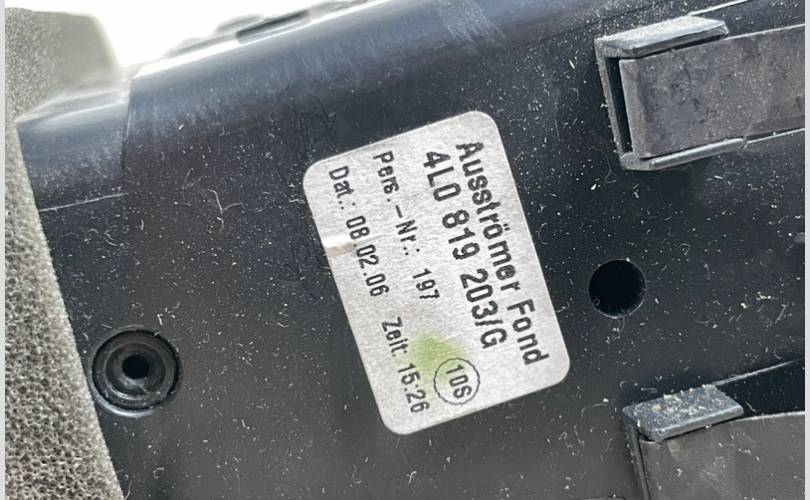 Ausströmer Fond
4L0 819 203/G
Pers.-Nr.: 197 10S
Dat.: 08.02.06 Zeit: 15:26